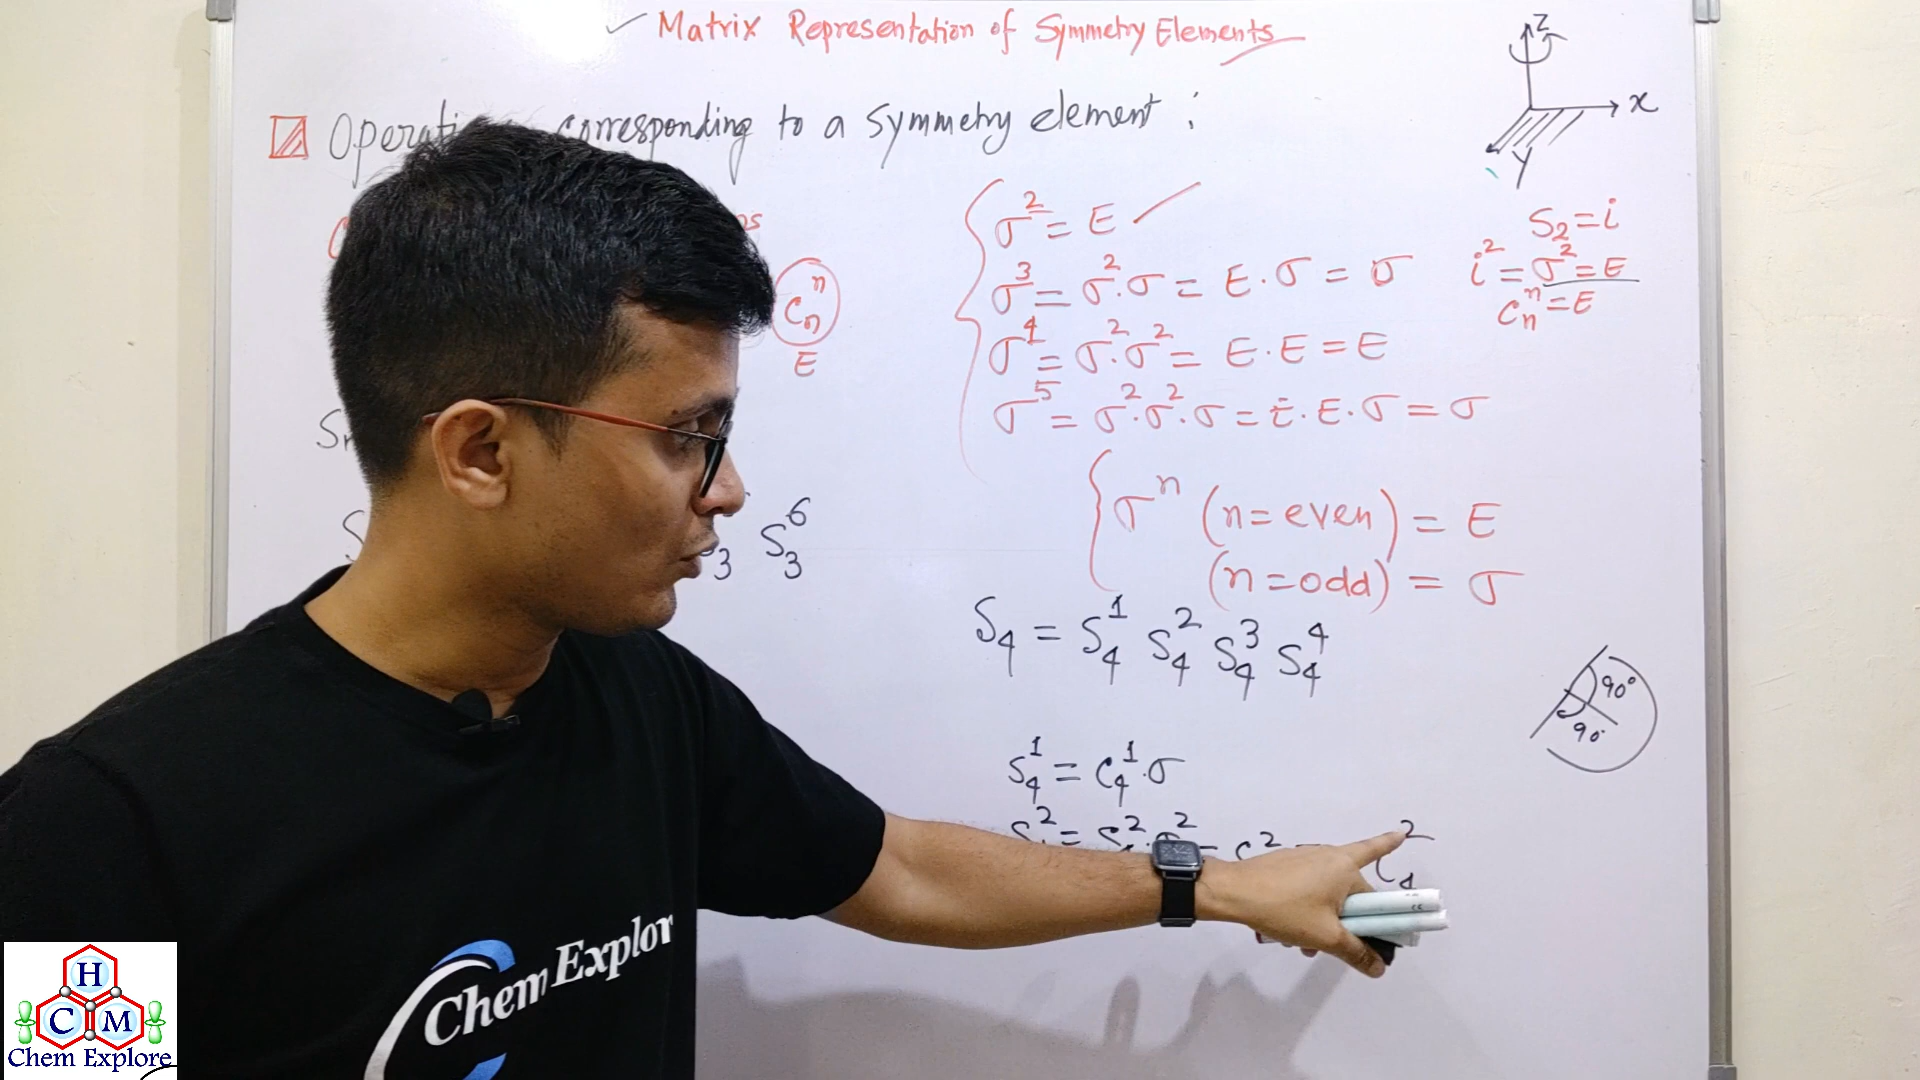 Matrix Representation of Symmetry Elements
Z
x
Y
corresponding to a symmetry element :
σ² = E
σ³ = σ²·σ = E·σ = σ
σ⁴ = σ²·σ² = E·E = E
σ⁵ = σ²·σ²·σ = E·E·σ = σ
S₂ = i
i² = σ² = E
Cₙⁿ = E
Cₙⁿ
E
σⁿ (n = even) = E
(n = odd) = σ
S₃⁶
S₄ = S₄¹ S₄² S₄³ S₄⁴
90°
90°
S₄¹ = C₄¹·σ
C₄²
Chem Explor
H
C M
Chem Explore